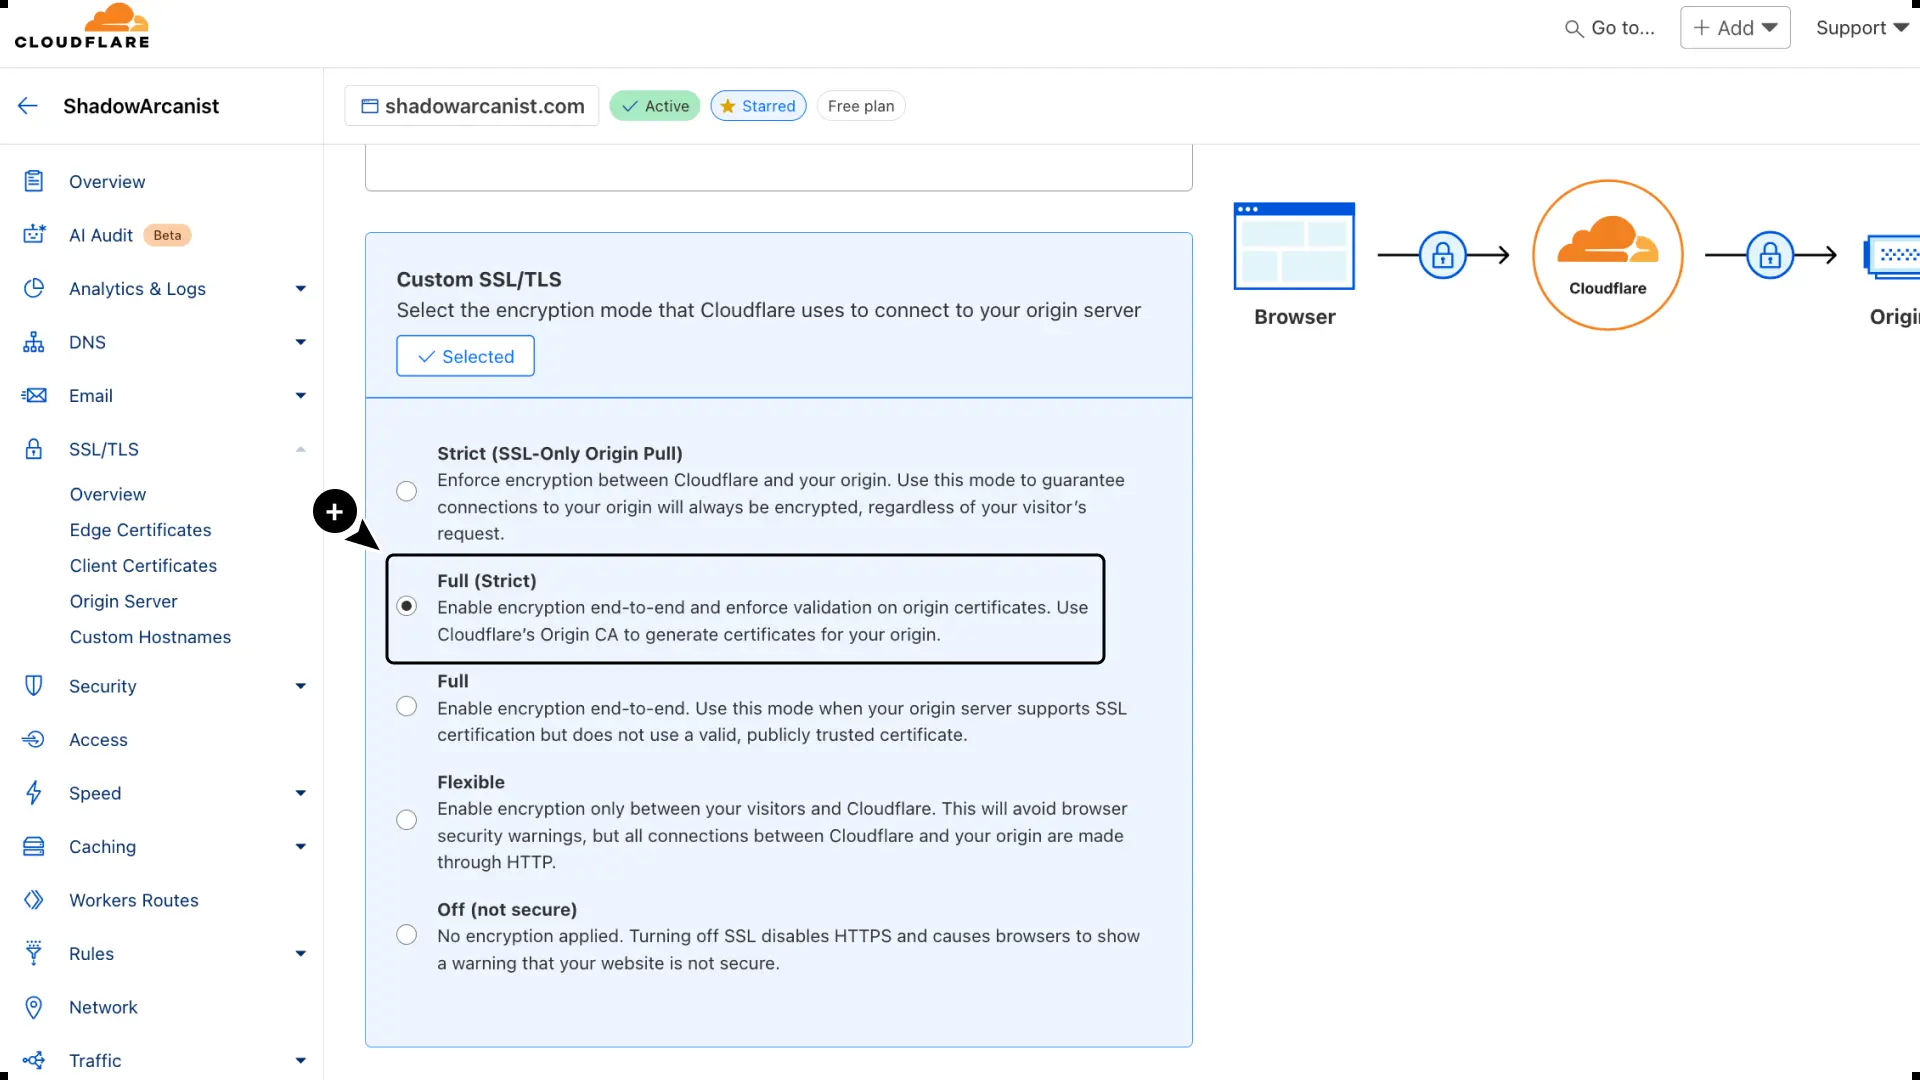 CLOUDFLARE
Go to...
+ Add
Support
ShadowArcanist
shadowarcanist.com
Active
Starred
Free plan
Overview
AI Audit Beta
Analytics & Logs
DNS
Email
SSL/TLS
Overview
Edge Certificates
Client Certificates
Origin Server
Custom Hostnames
Security
Access
Speed
Caching
Workers Routes
Rules
Network
Traffic
Custom SSL/TLS
Select the encryption mode that Cloudflare uses to connect to your origin server
Selected
Strict (SSL-Only Origin Pull)
Enforce encryption between Cloudflare and your origin. Use this mode to guarantee
connections to your origin will always be encrypted, regardless of your visitor’s
request.
Full (Strict)
Enable encryption end-to-end and enforce validation on origin certificates. Use
Cloudflare’s Origin CA to generate certificates for your origin.
Full
Enable encryption end-to-end. Use this mode when your origin server supports SSL
certification but does not use a valid, publicly trusted certificate.
Flexible
Enable encryption only between your visitors and Cloudflare. This will avoid browser
security warnings, but all connections between Cloudflare and your origin are made
through HTTP.
Off (not secure)
No encryption applied. Turning off SSL disables HTTPS and causes browsers to show
a warning that your website is not secure.
Browser
Cloudflare